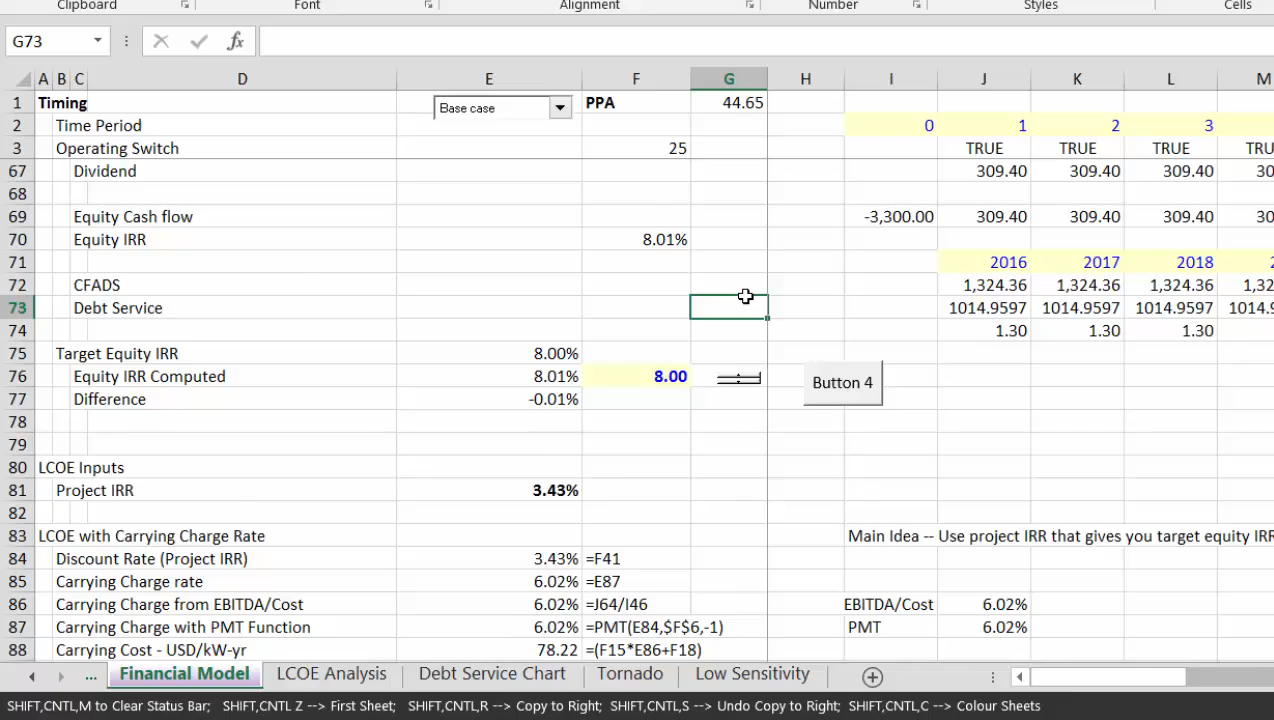 Clipboard Font Alignment Number Styles Cells
G73 fx
A B C D E F G H I J K L M
1 Timing Base case PPA 44.65
2 Time Period 0 1 2 3
3 Operating Switch 25 TRUE TRUE TRUE
67 Dividend 309.40 309.40 309.40
68
69 Equity Cash flow -3,300.00 309.40 309.40 309.40
70 Equity IRR 8.01%
71 2016 2017 2018
72 CFADS 1,324.36 1,324.36 1,324.36
73 Debt Service 1014.9597 1014.9597 1014.9597
74 1.30 1.30 1.30
75 Target Equity IRR 8.00%
76 Equity IRR Computed 8.01% 8.00 Button 4
77 Difference -0.01%
78
79
80 LCOE Inputs
81 Project IRR 3.43%
82
83 LCOE with Carrying Charge Rate Main Idea -- Use project IRR that gives you target equity IRR
84 Discount Rate (Project IRR) 3.43% =F41
85 Carrying Charge rate 6.02% =E87
86 Carrying Charge from EBITDA/Cost 6.02% =J64/I46 EBITDA/Cost 6.02%
87 Carrying Charge with PMT Function 6.02% =PMT(E84,$F$6,-1) PMT 6.02%
88 Carrying Cost - USD/kW-yr 78.22 =(F15*E86+F18)
... Financial Model LCOE Analysis Debt Service Chart Tornado Low Sensitivity
SHIFT,CNTL,M to Clear Status Bar; SHIFT,CNTL Z --> First Sheet; SHIFT,CNTL,R --> Copy to Right; SHIFT,CNTL,S --> Undo Copy to Right; SHIFT,CNTL,C --> Colour Sheets